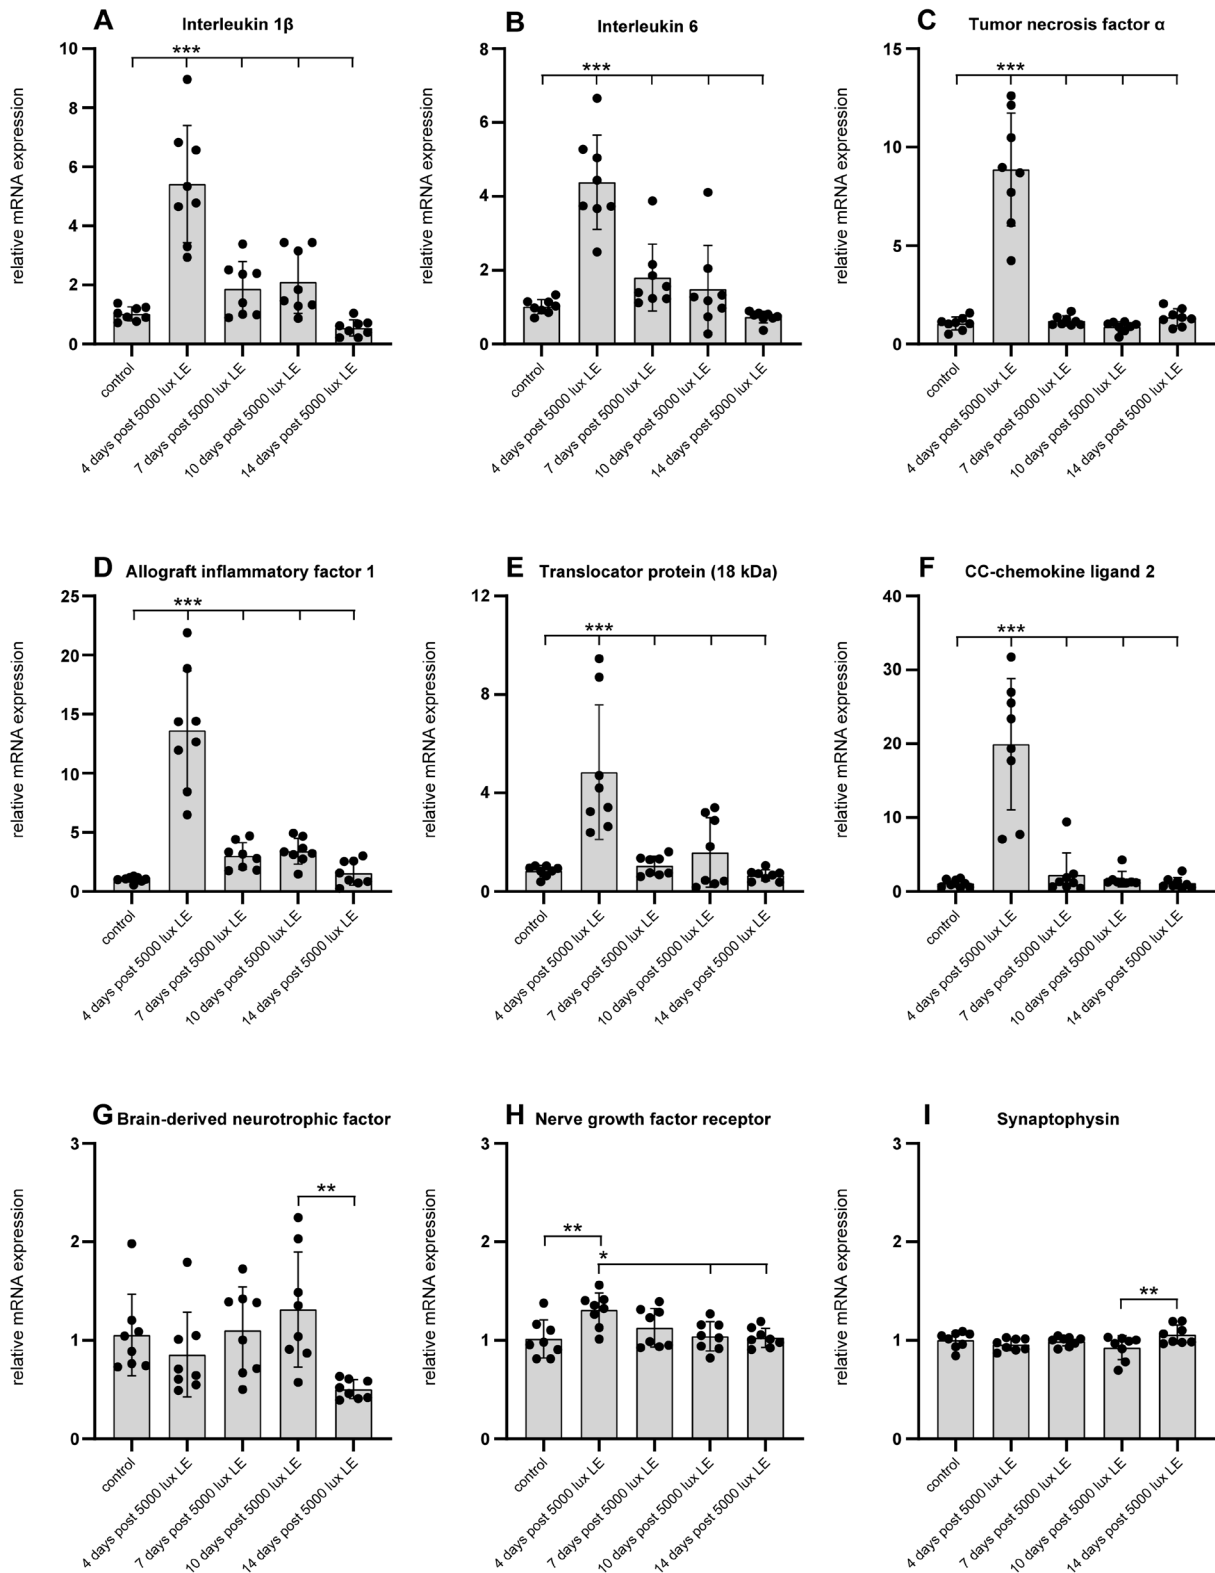 A Interleukin 1β
relative mRNA expression
10
8
6
4
2
0
***
control
4 days post 5000 lux LE
7 days post 5000 lux LE
10 days post 5000 lux LE
14 days post 5000 lux LE
B Interleukin 6
relative mRNA expression
8
6
4
2
0
***
control
4 days post 5000 lux LE
7 days post 5000 lux LE
10 days post 5000 lux LE
14 days post 5000 lux LE
C Tumor necrosis factor α
relative mRNA expression
15
10
5
0
***
control
4 days post 5000 lux LE
7 days post 5000 lux LE
10 days post 5000 lux LE
14 days post 5000 lux LE
D Allograft inflammatory factor 1
relative mRNA expression
25
20
15
10
5
0
***
control
4 days post 5000 lux LE
7 days post 5000 lux LE
10 days post 5000 lux LE
14 days post 5000 lux LE
E Translocator protein (18 kDa)
relative mRNA expression
12
8
4
0
***
control
4 days post 5000 lux LE
7 days post 5000 lux LE
10 days post 5000 lux LE
14 days post 5000 lux LE
F CC-chemokine ligand 2
relative mRNA expression
40
30
20
10
0
***
control
4 days post 5000 lux LE
7 days post 5000 lux LE
10 days post 5000 lux LE
14 days post 5000 lux LE
G Brain-derived neurotrophic factor
relative mRNA expression
3
2
1
0
**
control
4 days post 5000 lux LE
7 days post 5000 lux LE
10 days post 5000 lux LE
14 days post 5000 lux LE
H Nerve growth factor receptor
relative mRNA expression
3
2
1
0
**
*
control
4 days post 5000 lux LE
7 days post 5000 lux LE
10 days post 5000 lux LE
14 days post 5000 lux LE
I Synaptophysin
relative mRNA expression
3
2
1
0
**
control
4 days post 5000 lux LE
7 days post 5000 lux LE
10 days post 5000 lux LE
14 days post 5000 lux LE